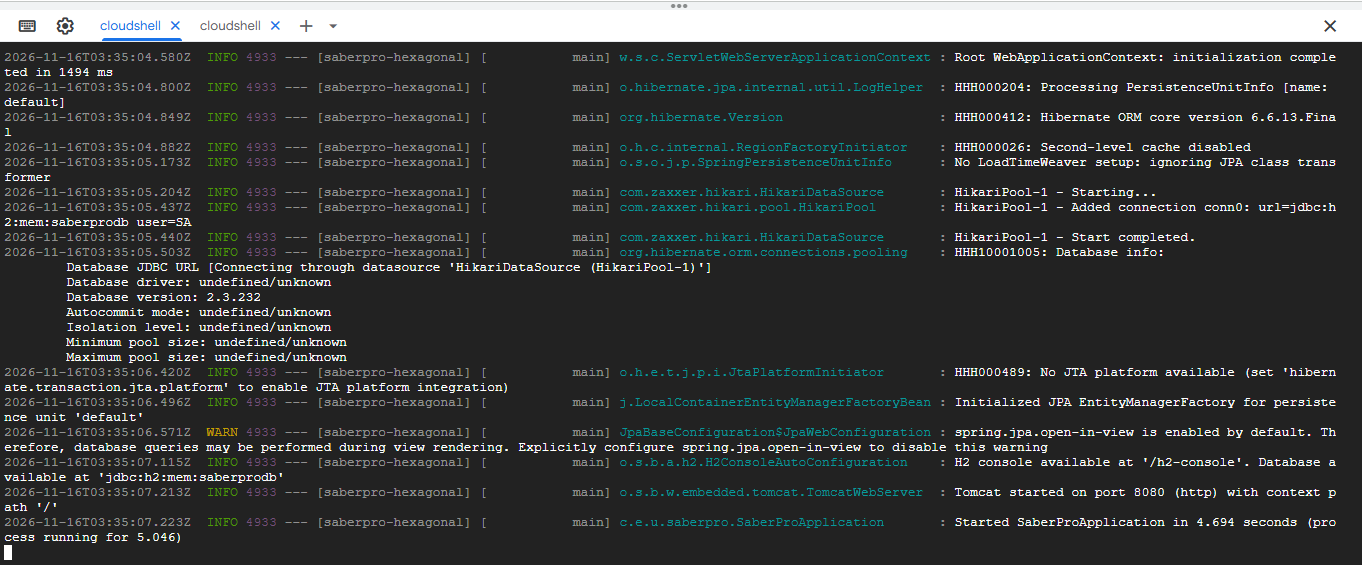 cloudshell cloudshell
2026-11-16T03:35:04.580Z  INFO 4933 --- [saberpro-hexagonal] [           main] w.s.c.ServletWebServerApplicationContext : Root WebApplicationContext: initialization comple
ted in 1494 ms
2026-11-16T03:35:04.800Z  INFO 4933 --- [saberpro-hexagonal] [           main] o.hibernate.jpa.internal.util.LogHelper  : HHH000204: Processing PersistenceUnitInfo [name:
default]
2026-11-16T03:35:04.849Z  INFO 4933 --- [saberpro-hexagonal] [           main] org.hibernate.Version                    : HHH000412: Hibernate ORM core version 6.6.13.Fina
l
2026-11-16T03:35:04.882Z  INFO 4933 --- [saberpro-hexagonal] [           main] o.h.c.internal.RegionFactoryInitiator    : HHH000026: Second-level cache disabled
2026-11-16T03:35:05.173Z  INFO 4933 --- [saberpro-hexagonal] [           main] o.s.o.j.p.SpringPersistenceUnitInfo      : No LoadTimeWeaver setup: ignoring JPA class trans
former
2026-11-16T03:35:05.204Z  INFO 4933 --- [saberpro-hexagonal] [           main] com.zaxxer.hikari.HikariDataSource       : HikariPool-1 - Starting...
2026-11-16T03:35:05.437Z  INFO 4933 --- [saberpro-hexagonal] [           main] com.zaxxer.hikari.pool.HikariPool        : HikariPool-1 - Added connection conn0: url=jdbc:h
2:mem:saberprodb user=SA
2026-11-16T03:35:05.440Z  INFO 4933 --- [saberpro-hexagonal] [           main] com.zaxxer.hikari.HikariDataSource       : HikariPool-1 - Start completed.
2026-11-16T03:35:05.503Z  INFO 4933 --- [saberpro-hexagonal] [           main] org.hibernate.orm.connections.pooling    : HHH10001005: Database info:
        Database JDBC URL [Connecting through datasource 'HikariDataSource (HikariPool-1)']
        Database driver: undefined/unknown
        Database version: 2.3.232
        Autocommit mode: undefined/unknown
        Isolation level: undefined/unknown
        Minimum pool size: undefined/unknown
        Maximum pool size: undefined/unknown
2026-11-16T03:35:06.420Z  INFO 4933 --- [saberpro-hexagonal] [           main] o.h.e.t.j.p.i.JtaPlatformInitiator       : HHH000489: No JTA platform available (set 'hibern
ate.transaction.jta.platform' to enable JTA platform integration)
2026-11-16T03:35:06.496Z  INFO 4933 --- [saberpro-hexagonal] [           main] j.LocalContainerEntityManagerFactoryBean : Initialized JPA EntityManagerFactory for persiste
nce unit 'default'
2026-11-16T03:35:06.571Z  WARN 4933 --- [saberpro-hexagonal] [           main] JpaBaseConfiguration$JpaWebConfiguration : spring.jpa.open-in-view is enabled by default. Th
erefore, database queries may be performed during view rendering. Explicitly configure spring.jpa.open-in-view to disable this warning
2026-11-16T03:35:07.115Z  INFO 4933 --- [saberpro-hexagonal] [           main] o.s.b.a.h2.H2ConsoleAutoConfiguration    : H2 console available at '/h2-console'. Database a
vailable at 'jdbc:h2:mem:saberprodb'
2026-11-16T03:35:07.213Z  INFO 4933 --- [saberpro-hexagonal] [           main] o.s.b.w.embedded.tomcat.TomcatWebServer  : Tomcat started on port 8080 (http) with context p
ath '/'
2026-11-16T03:35:07.223Z  INFO 4933 --- [saberpro-hexagonal] [           main] c.e.u.saberpro.SaberProApplication       : Started SaberProApplication in 4.694 seconds (pro
cess running for 5.046)